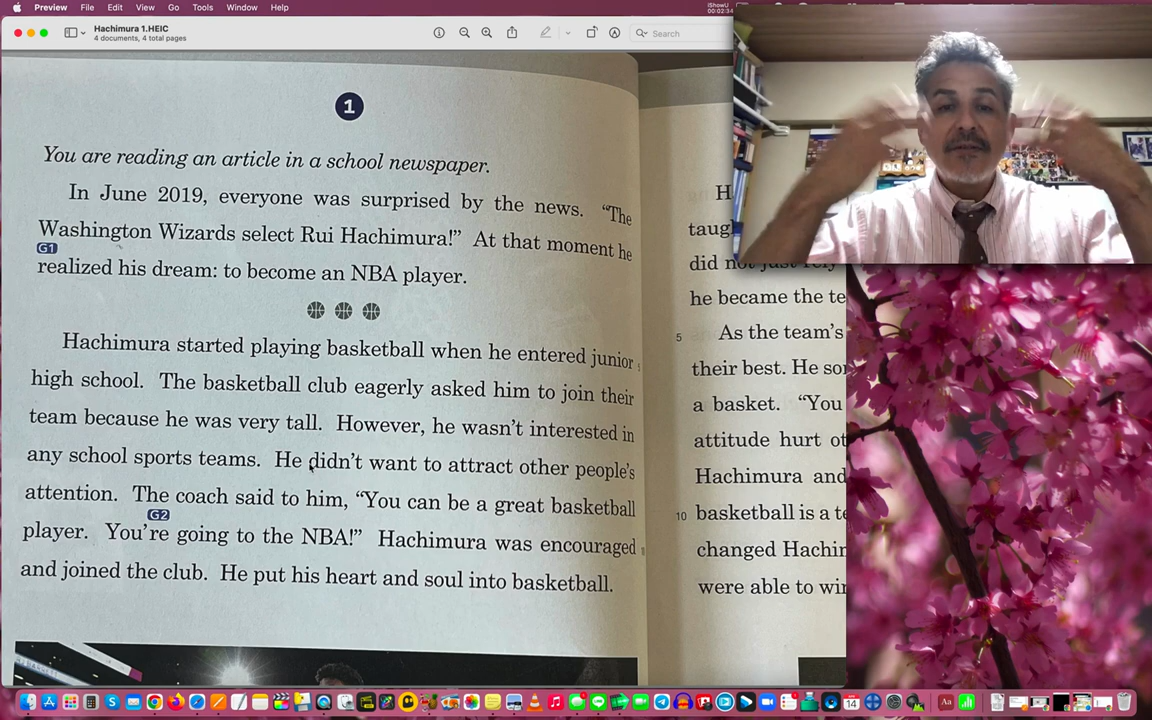 Preview File Edit View Go Tools Window Help
iShowU
Hachimura 1.HEIC
4 documents, 4 total pages
Search
1
You are reading an article in a school newspaper.
In June 2019, everyone was surprised by the news. “The
Washington Wizards select Rui Hachimura!” At that moment he
G1
realized his dream: to become an NBA player.
Hachimura started playing basketball when he entered junior
high school. The basketball club eagerly asked him to join their
team because he was very tall. However, he wasn’t interested in
any school sports teams. He didn’t want to attract other people’s
attention. The coach said to him, “You can be a great basketball
G2
player. You’re going to the NBA!” Hachimura was encouraged
and joined the club. He put his heart and soul into basketball.
H
taug
did not just rely
he became the te
5 As the team’s
their best. He so
a basket. “You
attitude hurt ot
Hachimura and
10 basketball is a te
changed Hachim
were able to wi
14
Aa